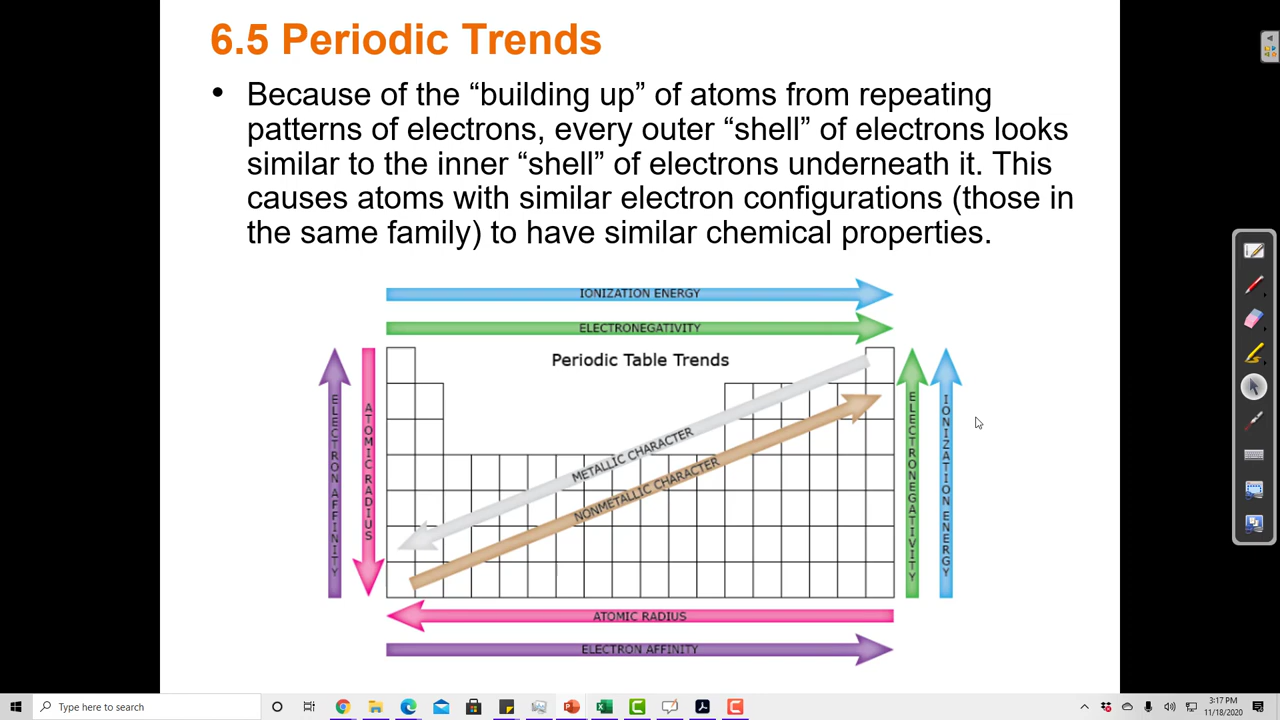 6.5 Periodic Trends
• Because of the “building up” of atoms from repeating
patterns of electrons, every outer “shell” of electrons looks
similar to the inner “shell” of electrons underneath it. This
causes atoms with similar electron configurations (those in
the same family) to have similar chemical properties.
IONIZATION ENERGY
ELECTRONEGATIVITY
Periodic Table Trends
ELECTRON AFFINITY
ATOMIC RADIUS
METALLIC CHARACTER
NONMETALLIC CHARACTER
ELECTRONEGATIVITY
IONIZATION ENERGY
ATOMIC RADIUS
ELECTRON AFFINITY
Type here to search
3:17 PM
11/18/2020